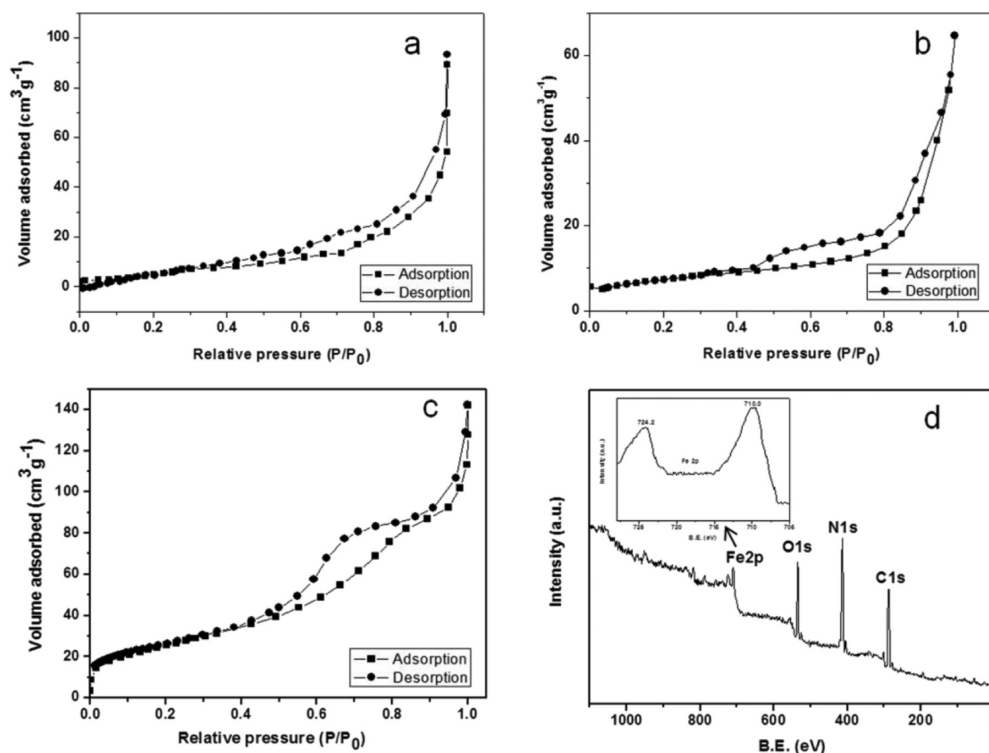 a
Volume adsorbed (cm³g⁻¹)
100
80
60
40
20
0
Adsorption
Desorption
0.0 0.2 0.4 0.6 0.8 1.0
Relative pressure (P/P₀)
b
Volume adsorbed (cm³g⁻¹)
60
40
20
0
Adsorption
Desorption
0.0 0.2 0.4 0.6 0.8 1.0
Relative pressure (P/P₀)
c
Volume adsorbed (cm³g⁻¹)
140
120
100
80
60
40
20
0
Adsorption
Desorption
0.0 0.2 0.4 0.6 0.8 1.0
Relative pressure (P/P₀)
d
Intensity (a.u.)
724.2
710.0
Fe 2p
Intensity (a.u.)
720
710
B.E. (eV)
Fe2p
O1s
N1s
C1s
1000 800 600 400 200 0
B.E. (eV)